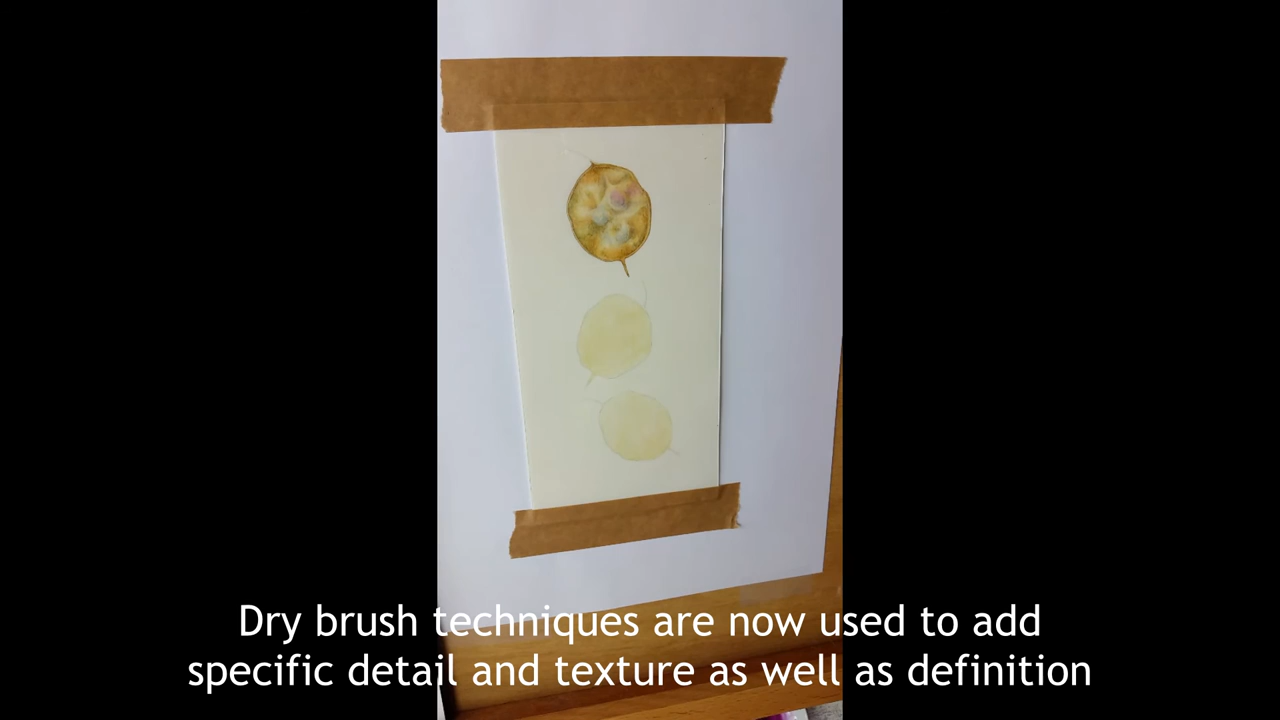 Dry brush techniques are now used to add
specific detail and texture as well as definition